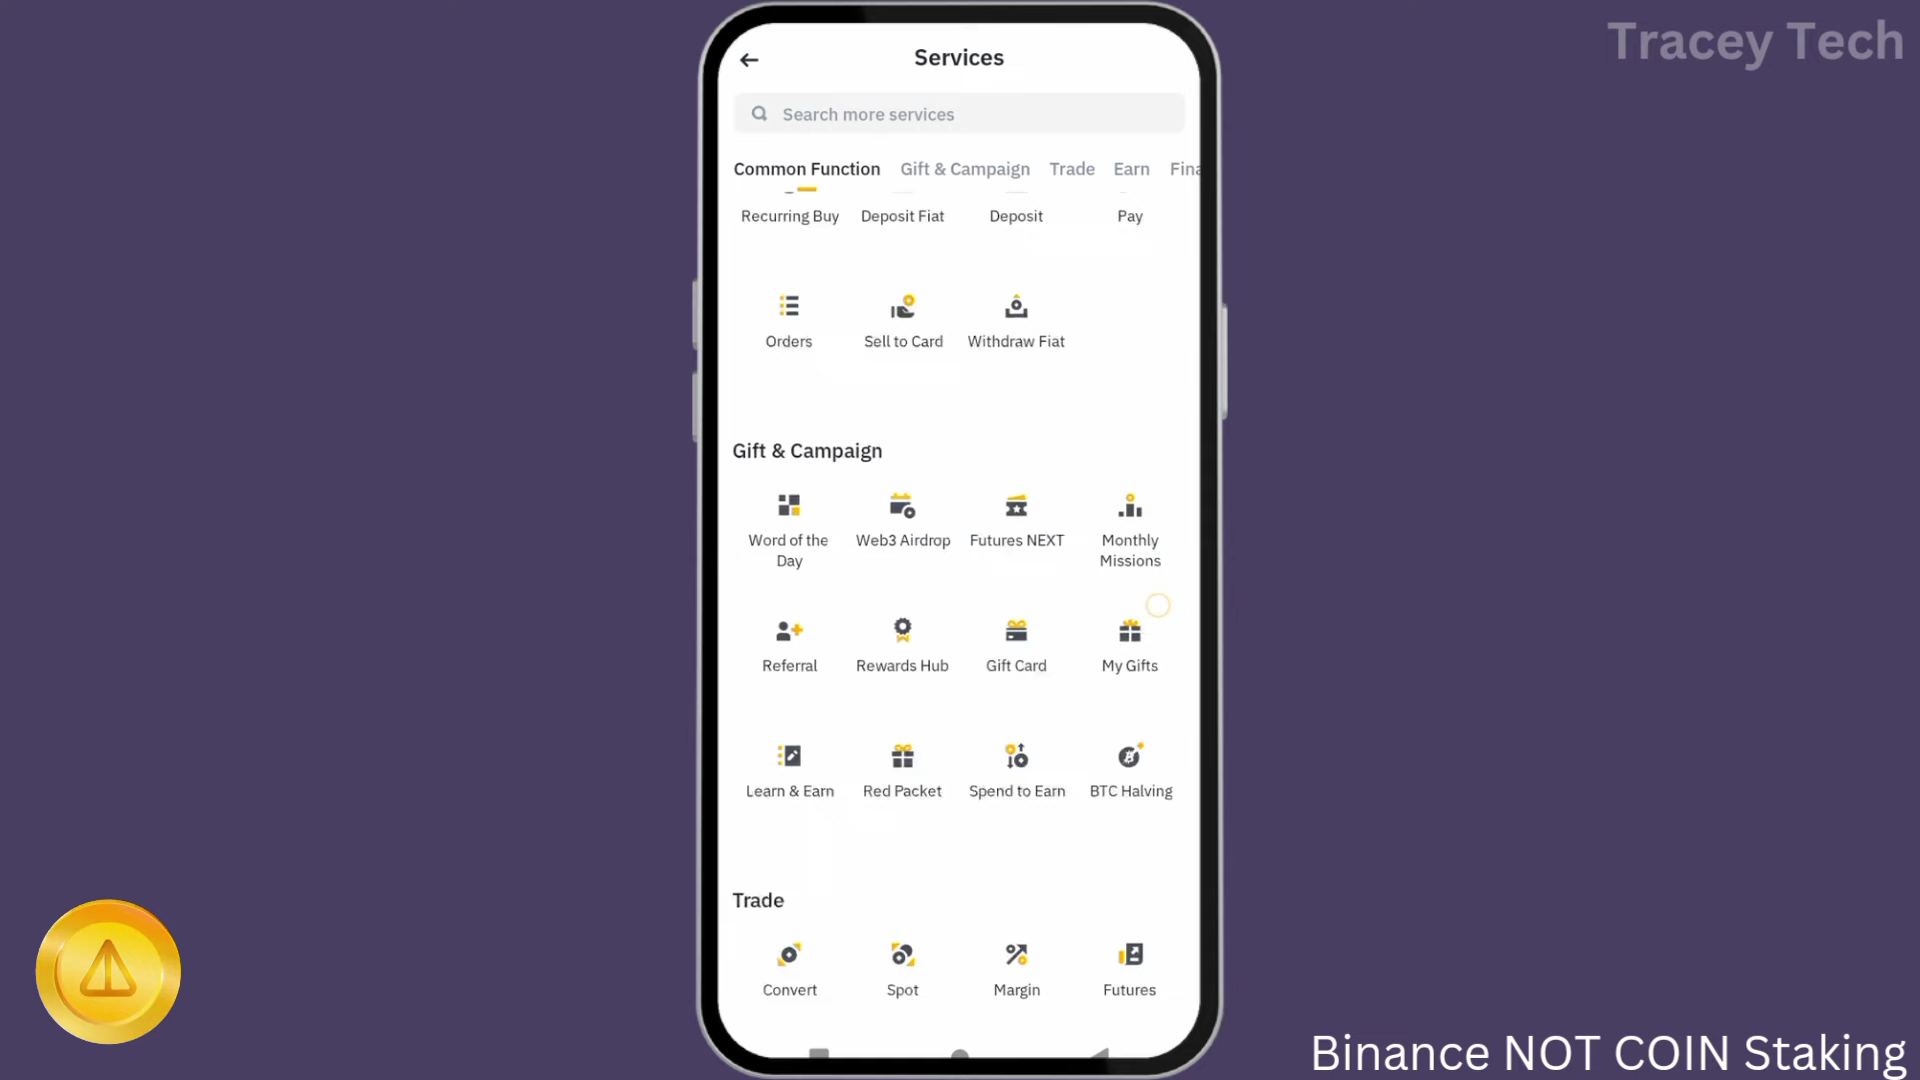 Tracey Tech
Services
Search more services
Common Function Gift & Campaign Trade Earn Fina
Recurring Buy Deposit Fiat Deposit Pay
Orders Sell to Card Withdraw Fiat
Gift & Campaign
Word of the Day Web3 Airdrop Futures NEXT Monthly Missions
Referral Rewards Hub Gift Card My Gifts
Learn & Earn Red Packet Spend to Earn BTC Halving
Trade
Convert Spot Margin Futures
Binance NOT COIN Staking